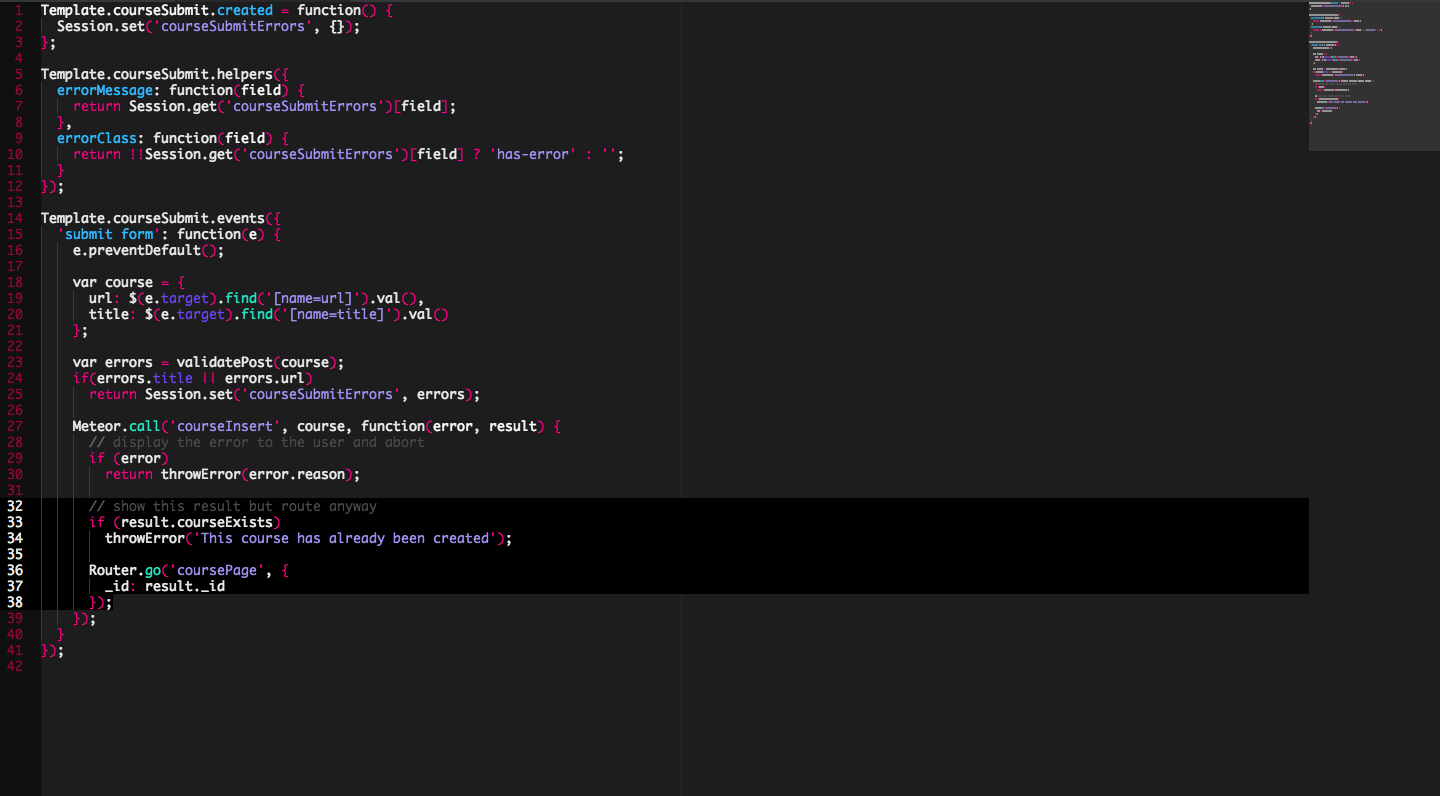 1 Template.courseSubmit.created = function() {
2   Session.set('courseSubmitErrors', {});
3 };
4
5 Template.courseSubmit.helpers({
6   errorMessage: function(field) {
7     return Session.get('courseSubmitErrors')[field];
8   },
9   errorClass: function(field) {
10     return !!Session.get('courseSubmitErrors')[field] ? 'has-error' : '';
11   }
12 });
13
14 Template.courseSubmit.events({
15   'submit form': function(e) {
16     e.preventDefault();
17
18     var course = {
19       url: $(e.target).find('[name=url]').val(),
20       title: $(e.target).find('[name=title]').val()
21     };
22
23     var errors = validatePost(course);
24     if(errors.title || errors.url)
25       return Session.set('courseSubmitErrors', errors);
26
27     Meteor.call('courseInsert', course, function(error, result) {
28       // display the error to the user and abort
29       if (error)
30         return throwError(error.reason);
31
32       // show this result but route anyway
33       if (result.courseExists)
34         throwError('This course has already been created');
35
36       Router.go('coursePage', {
37         _id: result._id
38       });
39     });
40   }
41 });
42